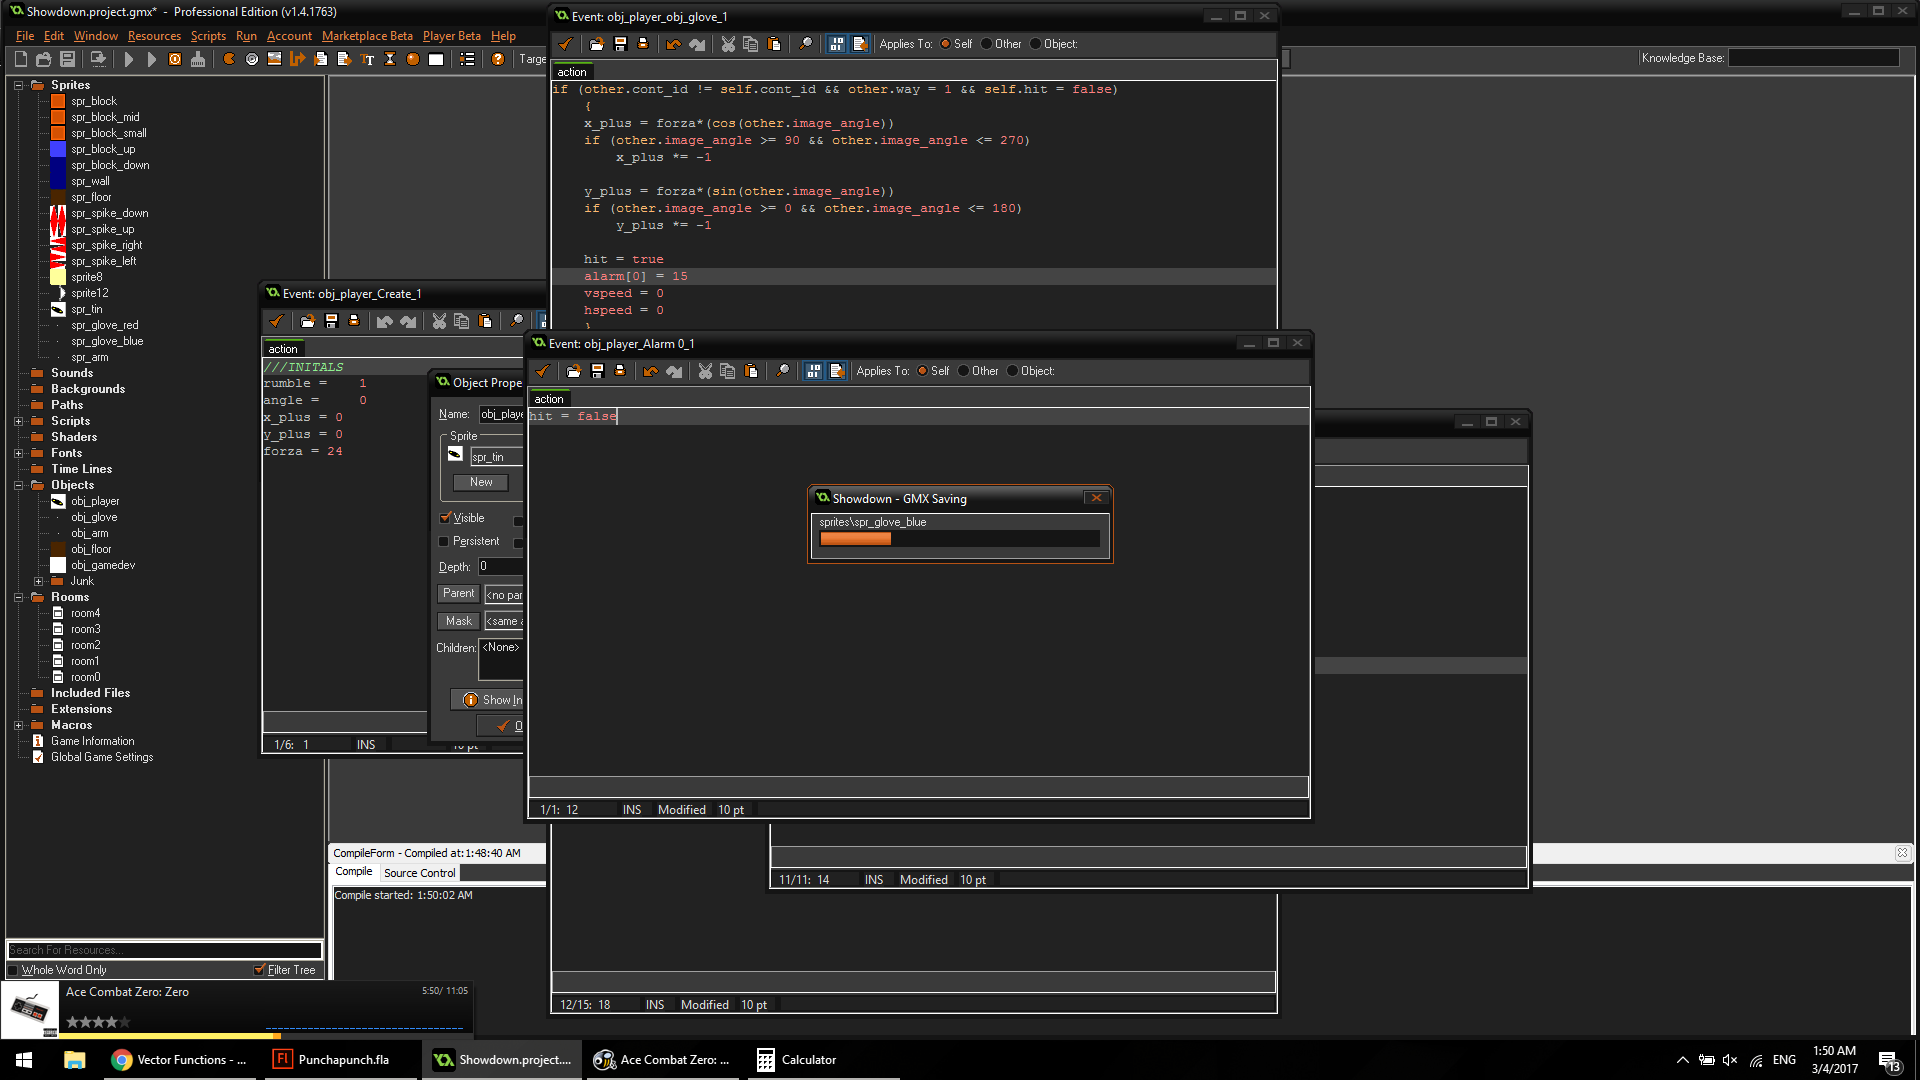 Showdown.project.gmx*  -  Professional Edition (v1.4.1763)
File Edit Window Resources Scripts Run Account Marketplace Beta Player Beta Help
Targe
Knowledge Base:
Sprites
spr_block
spr_block_mid
spr_block_small
spr_block_up
spr_block_down
spr_wall
spr_floor
spr_spike_down
spr_spike_up
spr_spike_right
spr_spike_left
sprite8
sprite12
spr_tin
spr_glove_red
spr_glove_blue
spr_arm
Sounds
Backgrounds
Paths
Scripts
Shaders
Fonts
Time Lines
Objects
obj_player
obj_glove
obj_arm
obj_floor
obj_gamedev
Junk
Rooms
room4
room3
room2
room1
room0
Included Files
Extensions
Macros
Game Information
Global Game Settings
Search For Resources...
Whole Word Only
Filter Tree
Event: obj_player_obj_glove_1
Applies To: Self Other Object:
action
if (other.cont_id != self.cont_id && other.way = 1 && self.hit = false)
{
x_plus = forza*(cos(other.image_angle))
if (other.image_angle >= 90 && other.image_angle <= 270)
x_plus *= -1
y_plus = forza*(sin(other.image_angle))
if (other.image_angle >= 0 && other.image_angle <= 180)
y_plus *= -1
hit = true
alarm[0] = 15
vspeed = 0
hspeed = 0
}
12/15: 18 INS Modified 10 pt
Event: obj_player_Create_1
action
///INITALS
rumble = 1
angle = 0
x_plus = 0
y_plus = 0
forza = 24
1/6: 1 INS 10 pt
Object Prope
Name: obj_playe
Sprite
spr_tin
New
Visible
Persistent
Depth: 0
Parent <no par
Mask <same a
Children: <None>
Show In
O
Event: obj_player_Alarm 0_1
Applies To: Self Other Object:
action
hit = false
1/1: 12 INS Modified 10 pt
Showdown - GMX Saving
sprites\spr_glove_blue
11/11: 14 INS Modified 10 pt
CompileForm - Compiled at:1:48:40 AM
Compile Source Control
Compile started: 1:50:02 AM
Ace Combat Zero: Zero
5:50/ 11:05
Vector Functions - ...
Punchapunch.fla
Showdown.project....
Ace Combat Zero: ...
Calculator
ENG
1:50 AM
3/4/2017
13